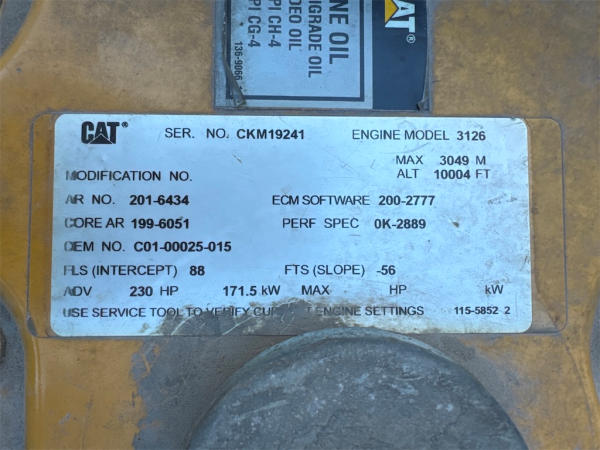 NE OIL
IGRADE OIL
DEO OIL
PI CH-4
PI CG-4
136-9066
CAT®
CAT® SER. NO. CKM19241 ENGINE MODEL 3126
MAX 3049 M
MODIFICATION NO. ALT 10004 FT
AR NO. 201-6434 ECM SOFTWARE 200-2777
CORE AR 199-6051 PERF SPEC 0K-2889
OEM NO. C01-00025-015
FLS (INTERCEPT) 88 FTS (SLOPE) -56
ADV 230 HP 171.5 kW MAX HP kW
USE SERVICE TOOL TO VERIFY CUR T ENGINE SETTINGS 115-5852 2